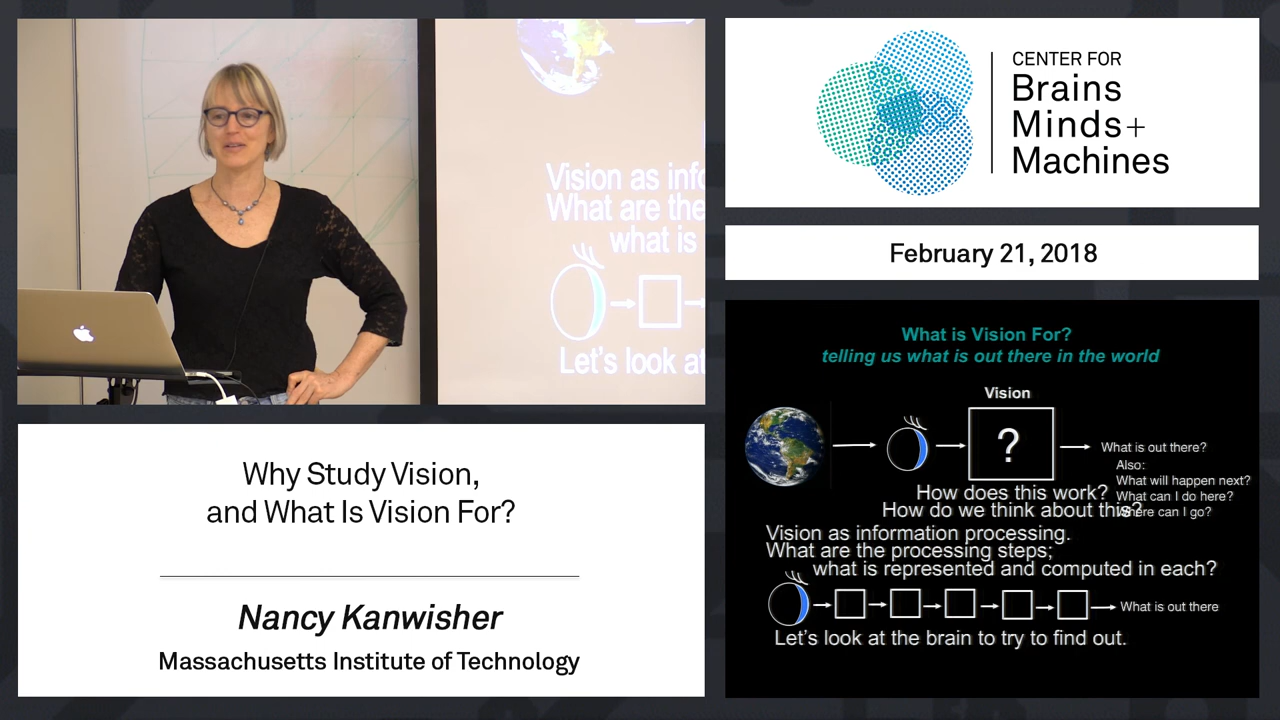 Vision as info
What are the
what is
Let's look at
CENTER FOR
Brains
Minds+
Machines
February 21, 2018
Why Study Vision,
and What Is Vision For?
Nancy Kanwisher
Massachusetts Institute of Technology
What is Vision For?
telling us what is out there in the world
Vision
?
What is out there?
Also:
What will happen next?
What can I do here?
Where can I go?
How does this work?
How do we think about this?
Vision as information processing.
What are the processing steps;
what is represented and computed in each?
What is out there
Let's look at the brain to try to find out.